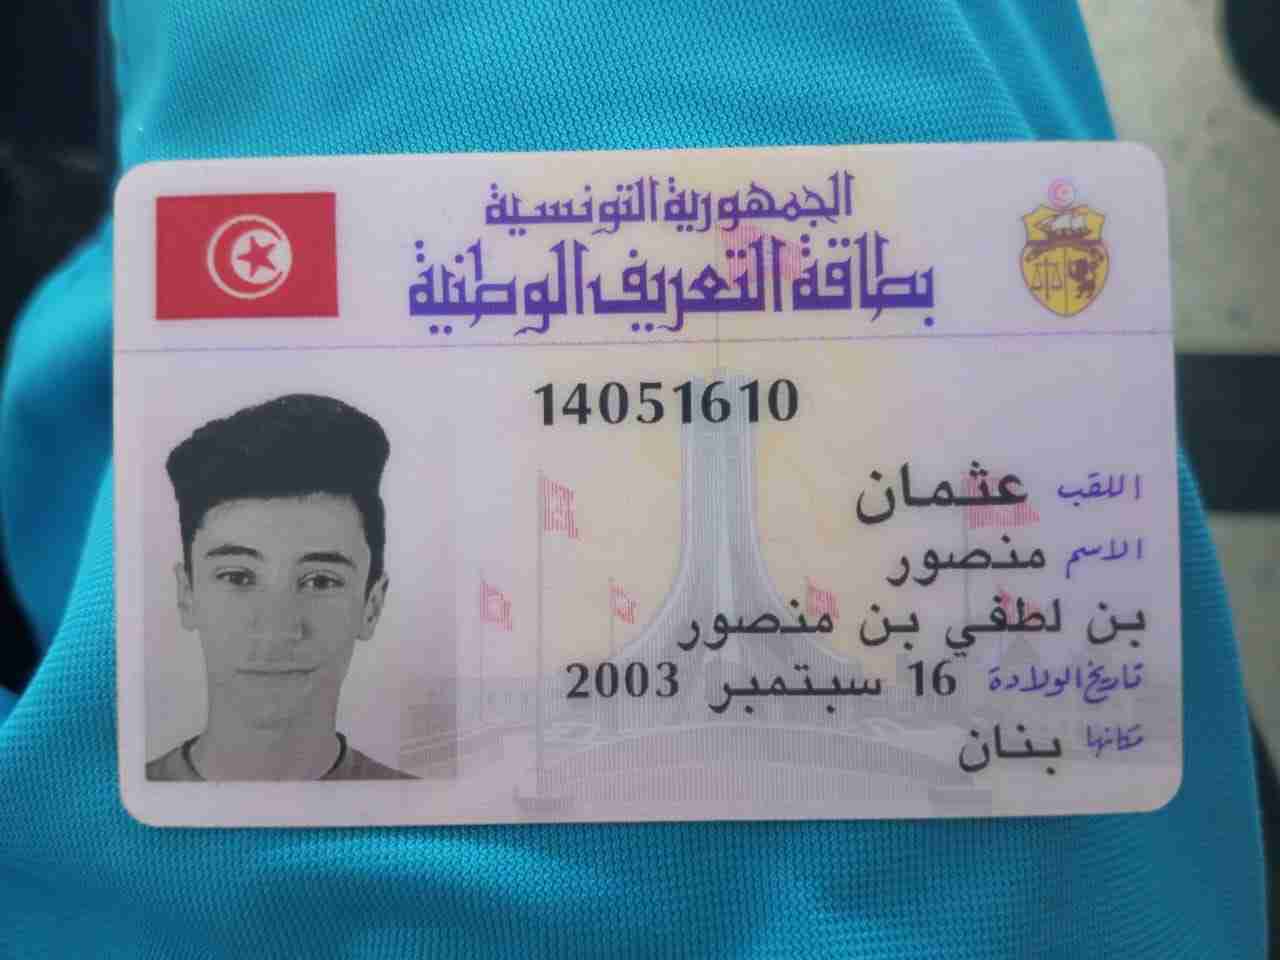 الجمهورية التونسية
بطاقة التعريف الوطنية
14051610
اللقب عثمان
الاسم منصور
بن لطفي بن منصور
تاريخ الولادة 16 سبتمبر 2003
مكانها بنان